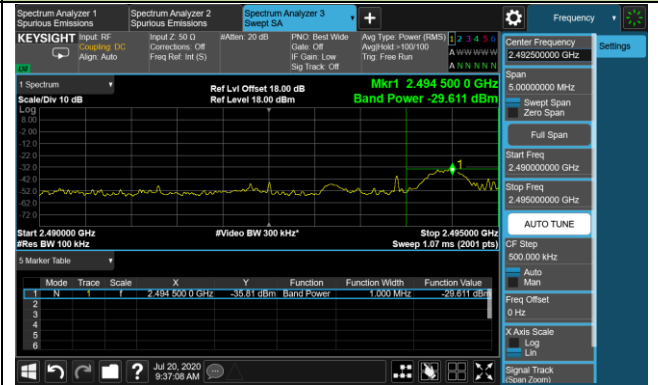 Spectrum Analyzer 1
Spurious Emissions
Spectrum Analyzer 2
Spurious Emissions
Spectrum Analyzer 3
Swept SA
+
Frequency
KEYSIGHT
Input: RF
Coupling: DC
Align: Auto
Input Z: 50 Ω
Corrections: Off
Freq Ref: Int (S)
#Atten: 20 dB
PNO: Best Wide
Gate: Off
IF Gain: Low
Sig Track: Off
Avg Type: Power (RMS)
Avg|Hold:>100/100
Trig: Free Run
1 2 3 4 5 6
A W W W W W
A N N N N N
1 Spectrum
Scale/Div 10 dB
Ref Lvl Offset 18.00 dB
Ref Level 18.00 dBm
Mkr1 2.494 500 0 GHz
Band Power -29.611 dBm
Log
8.00
-2.00
-12.0
-22.0
-32.0
-42.0
-52.0
-62.0
-72.0
1
Start 2.490000 GHz
#Res BW 100 kHz
#Video BW 300 kHz*
Stop 2.495000 GHz
Sweep 1.07 ms (2001 pts)
5 Marker Table
Mode Trace Scale X Y Function Function Width Function Value
1 N 1 f 2.494 500 0 GHz -35.81 dBm Band Power 1.000 MHz -29.611 dBm
2
3
4
5
6
Jul 20, 2020
9:37:08 AM
Center Frequency
2.492500000 GHz
Settings
Span
5.00000000 MHz
Swept Span
Zero Span
Full Span
Start Freq
2.490000000 GHz
Stop Freq
2.495000000 GHz
AUTO TUNE
CF Step
500.000 kHz
Auto
Man
Freq Offset
0 Hz
X Axis Scale
Log
Lin
Signal Track
(Span Zoom)